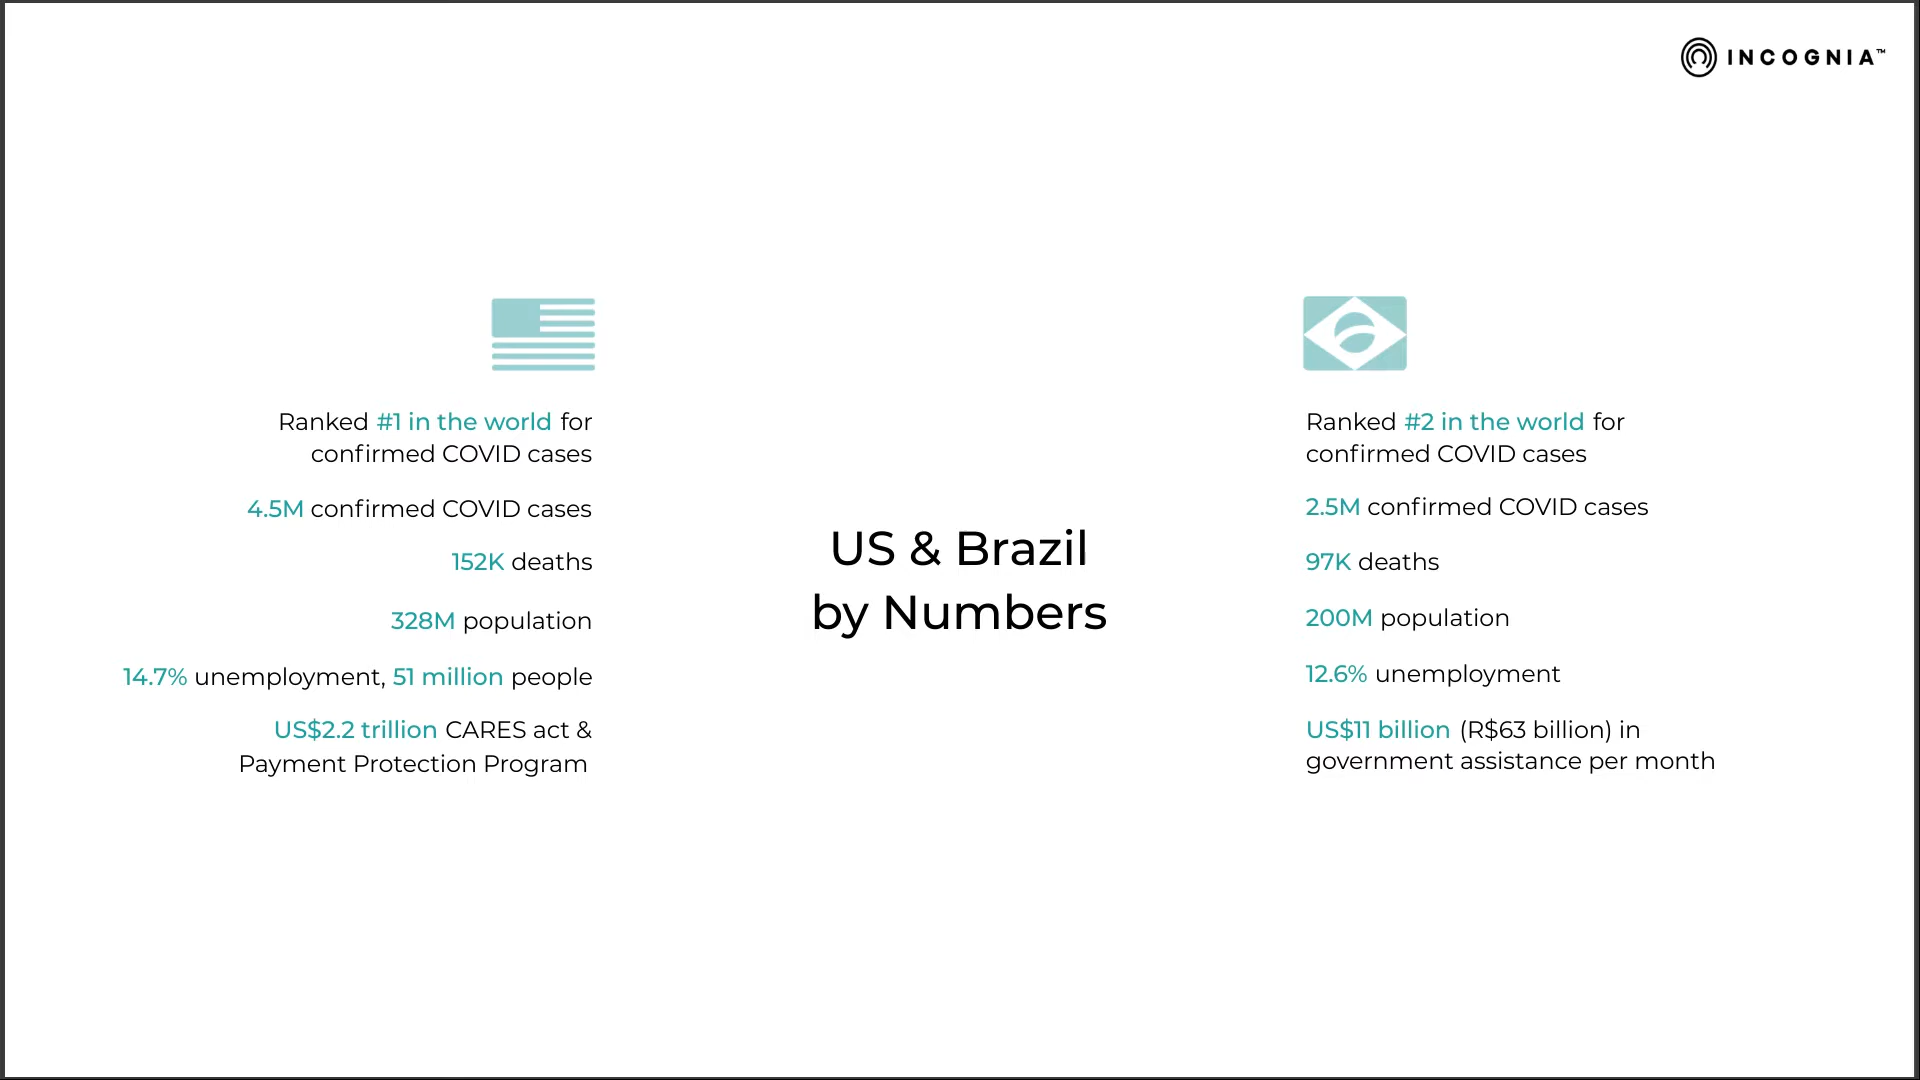 INCOGNIA™
Ranked #1 in the world for
confirmed COVID cases
4.5M confirmed COVID cases
152K deaths
328M population
14.7% unemployment, 51 million people
US$2.2 trillion CARES act &
Payment Protection Program
US & Brazil
by Numbers
Ranked #2 in the world for
confirmed COVID cases
2.5M confirmed COVID cases
97K deaths
200M population
12.6% unemployment
US$11 billion (R$63 billion) in
government assistance per month